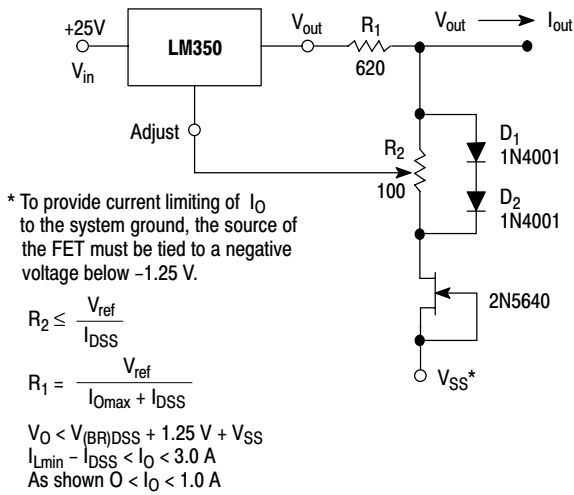 +25V
V_in
LM350
V_out
R_1
620
V_out
I_out
Adjust
R_2
100
D_1
1N4001
D_2
1N4001
* To provide current limiting of I_O
to the system ground, the source of
the FET must be tied to a negative
voltage below –1.25 V.
2N5640
V_SS*
R_2 ≤ V_ref / I_DSS
R_1 = V_ref / I_Omax + I_DSS
V_O < V_(BR)DSS + 1.25 V + V_SS
I_Lmin – I_DSS < I_O < 3.0 A
As shown O < I_O < 1.0 A